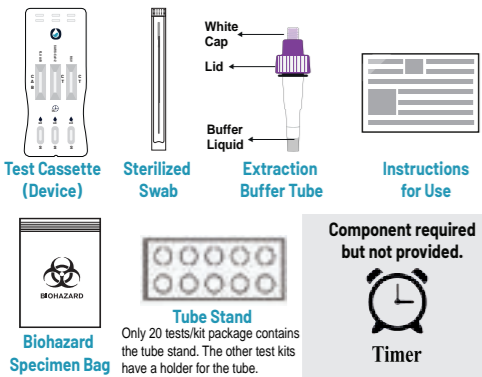 White
Cap
Lid
Buffer
Liquid
Test Cassette
(Device)
Sterilized
Swab
Extraction
Buffer Tube
Instructions
for Use
BIOHAZARD
Biohazard
Specimen Bag
Tube Stand
Only 20 tests/kit package contains
the tube stand. The other test kits
have a holder for the tube.
Component required
but not provided.
Timer